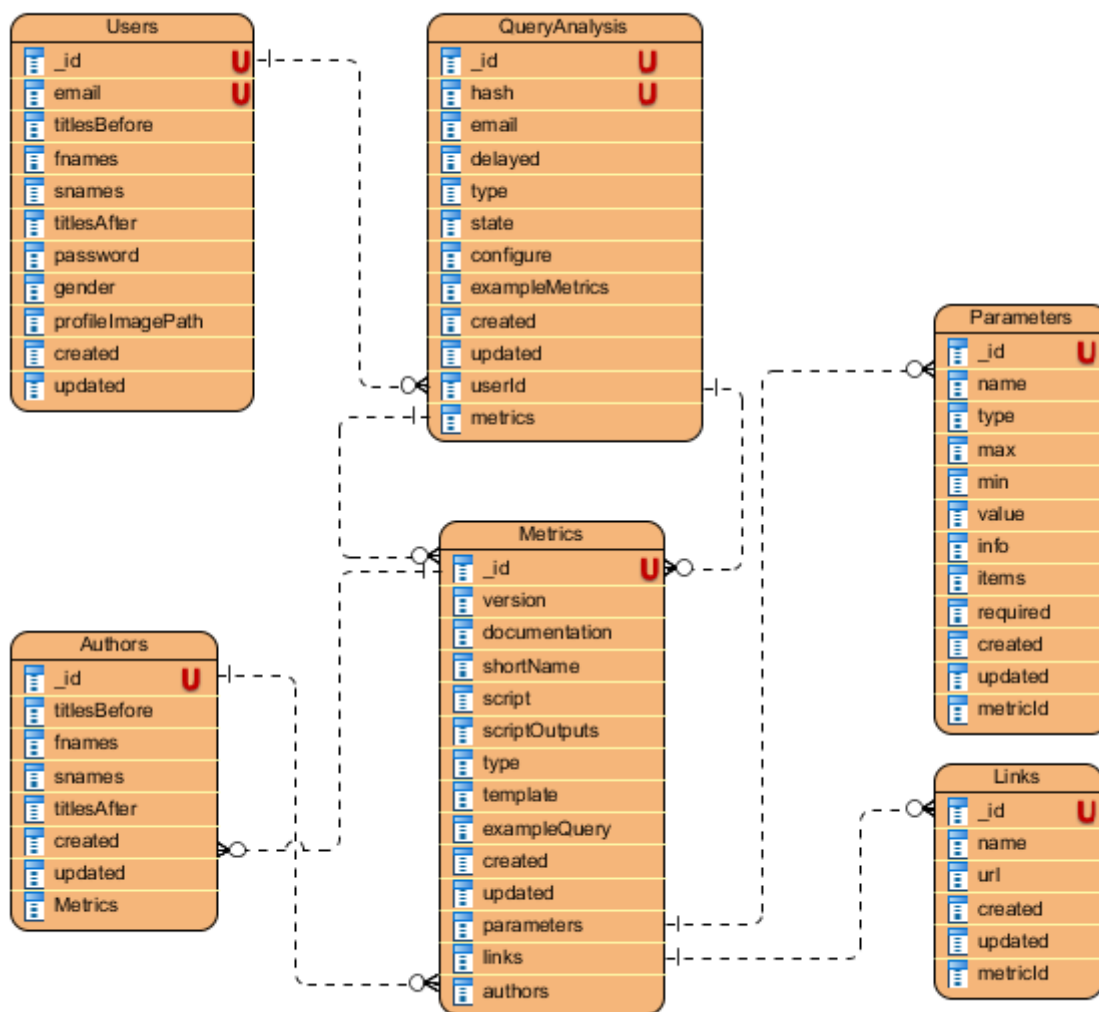 Users
_id U
email U
titlesBefore
fnames
snames
titlesAfter
password
gender
profileImagePath
created
updated
QueryAnalysis
_id U
hash U
email
delayed
type
state
configure
exampleMetrics
created
updated
userId
metrics
Parameters
_id U
name
type
max
min
value
info
items
required
created
updated
metricId
Metrics
_id U
version
documentation
shortName
script
scriptOutputs
type
template
exampleQuery
created
updated
parameters
links
authors
Authors
_id U
titlesBefore
fnames
snames
titlesAfter
created
updated
Metrics
Links
_id U
name
url
created
updated
metricId